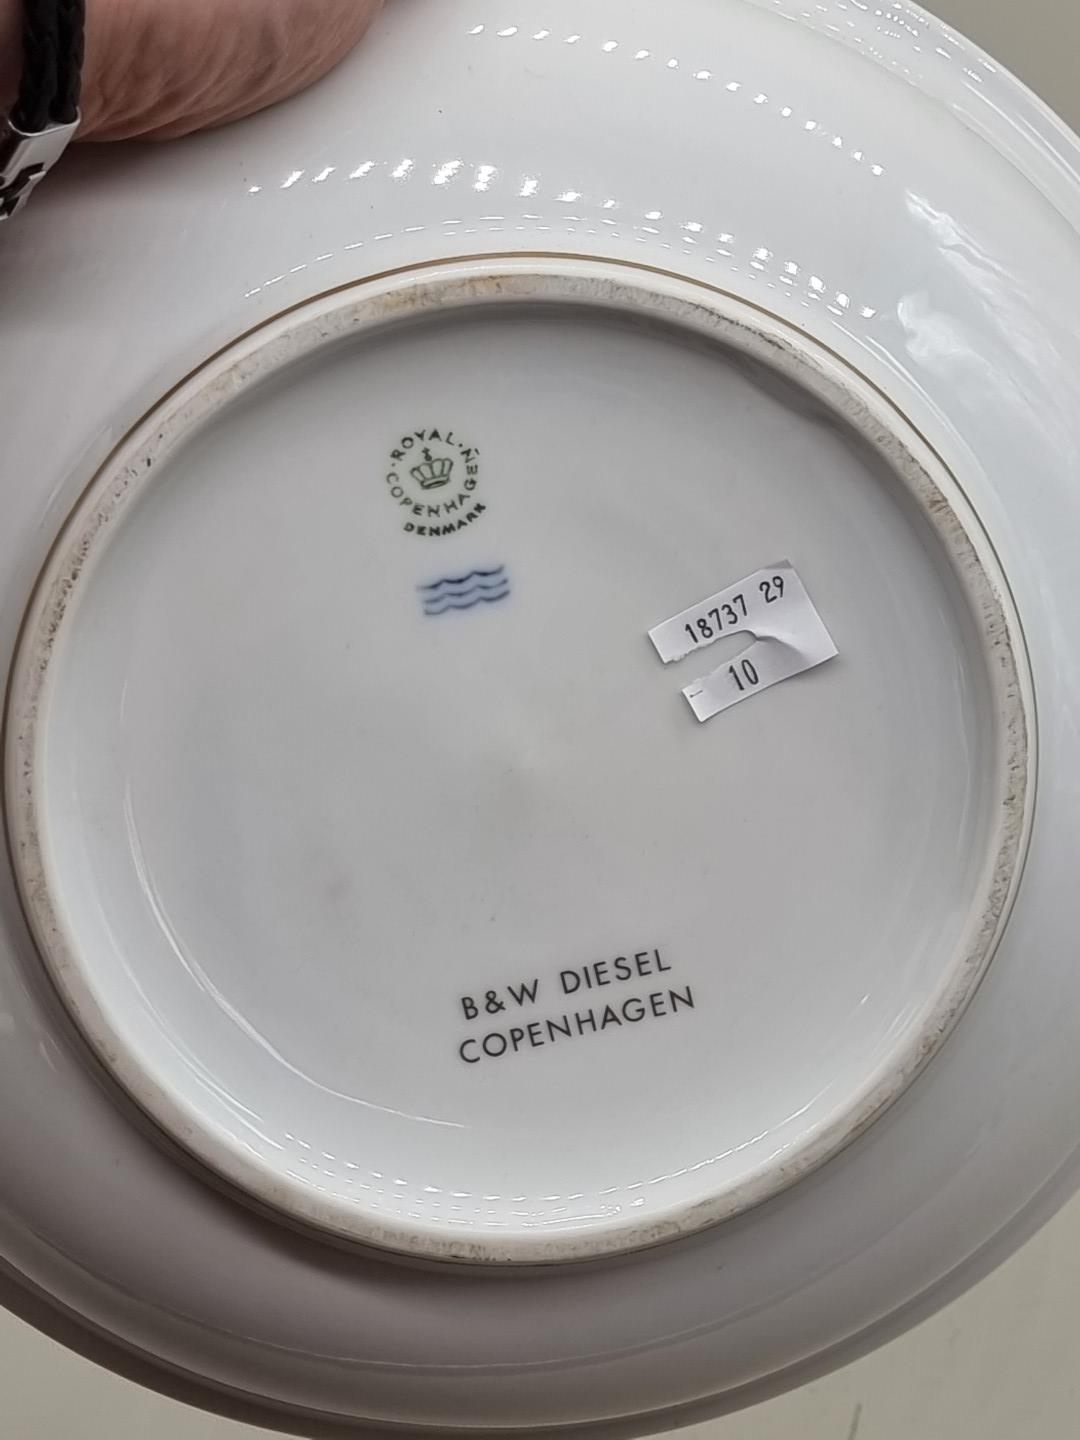 ROYAL
COPENHAGEN
DENMARK
18737 29
10
B&W DIESEL
COPENHAGEN